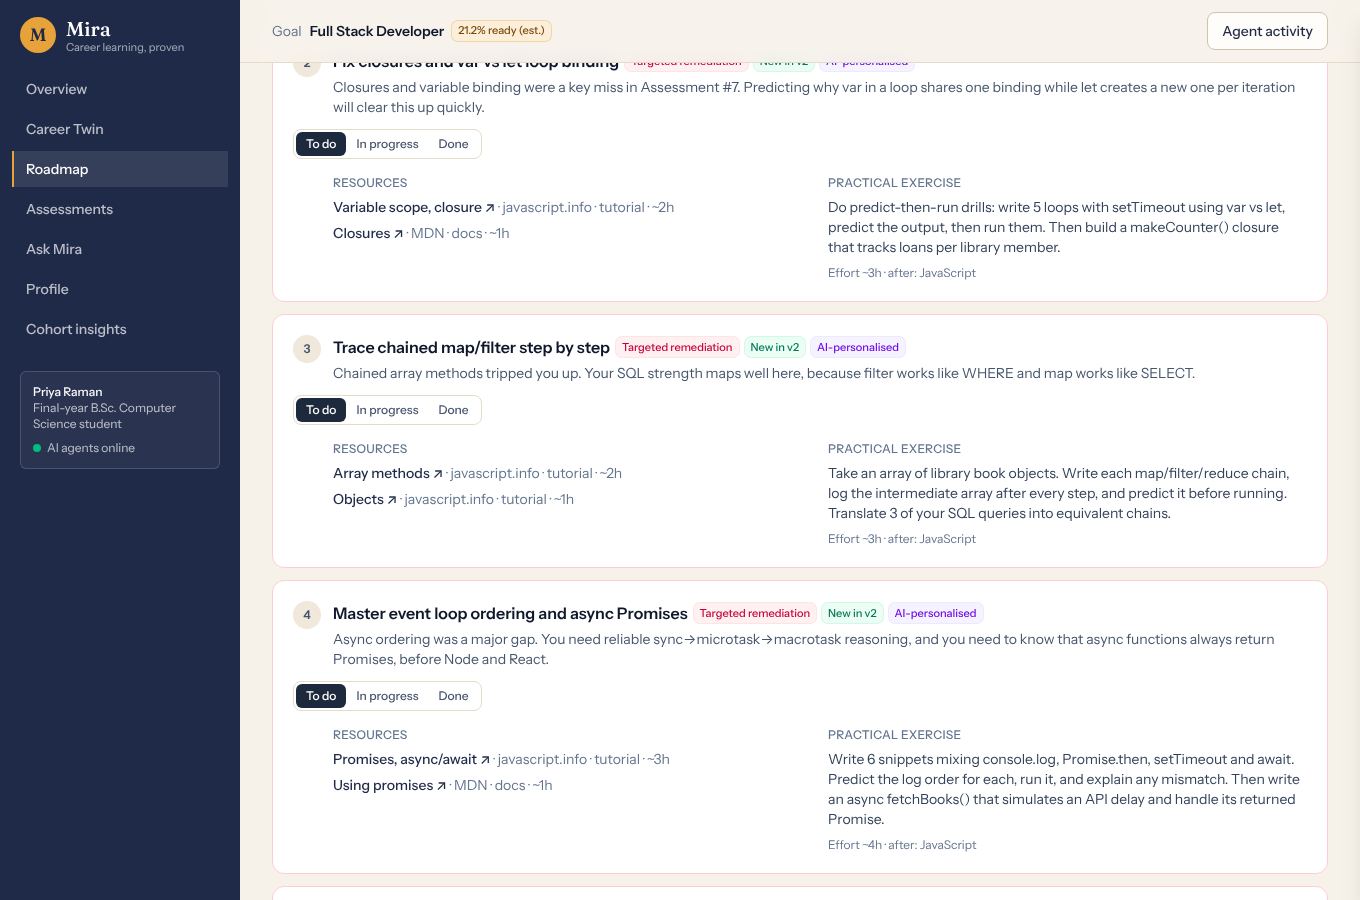 M
Mira
Career learning, proven
Overview
Career Twin
Roadmap
Assessments
Ask Mira
Profile
Cohort insights
Priya Raman
Final-year B.Sc. Computer
Science student
AI agents online
Goal Full Stack Developer 21.2% ready (est.)
Agent activity
2 Fix closures and var vs let loop binding Targeted remediation New in v2 AI-personalised
Closures and variable binding were a key miss in Assessment #7. Predicting why var in a loop shares one binding while let creates a new one per iteration
will clear this up quickly.
To do In progress Done
RESOURCES
Variable scope, closure ↗ · javascript.info · tutorial · ~2h
Closures ↗ · MDN · docs · ~1h
PRACTICAL EXERCISE
Do predict-then-run drills: write 5 loops with setTimeout using var vs let,
predict the output, then run them. Then build a makeCounter() closure
that tracks loans per library member.
Effort ~3h · after: JavaScript
3 Trace chained map/filter step by step Targeted remediation New in v2 AI-personalised
Chained array methods tripped you up. Your SQL strength maps well here, because filter works like WHERE and map works like SELECT.
To do In progress Done
RESOURCES
Array methods ↗ · javascript.info · tutorial · ~2h
Objects ↗ · javascript.info · tutorial · ~1h
PRACTICAL EXERCISE
Take an array of library book objects. Write each map/filter/reduce chain,
log the intermediate array after every step, and predict it before running.
Translate 3 of your SQL queries into equivalent chains.
Effort ~3h · after: JavaScript
4 Master event loop ordering and async Promises Targeted remediation New in v2 AI-personalised
Async ordering was a major gap. You need reliable sync→microtask→macrotask reasoning, and you need to know that async functions always return
Promises, before Node and React.
To do In progress Done
RESOURCES
Promises, async/await ↗ · javascript.info · tutorial · ~3h
Using promises ↗ · MDN · docs · ~1h
PRACTICAL EXERCISE
Write 6 snippets mixing console.log, Promise.then, setTimeout and await.
Predict the log order for each, run it, and explain any mismatch. Then write
an async fetchBooks() that simulates an API delay and handle its returned
Promise.
Effort ~4h · after: JavaScript